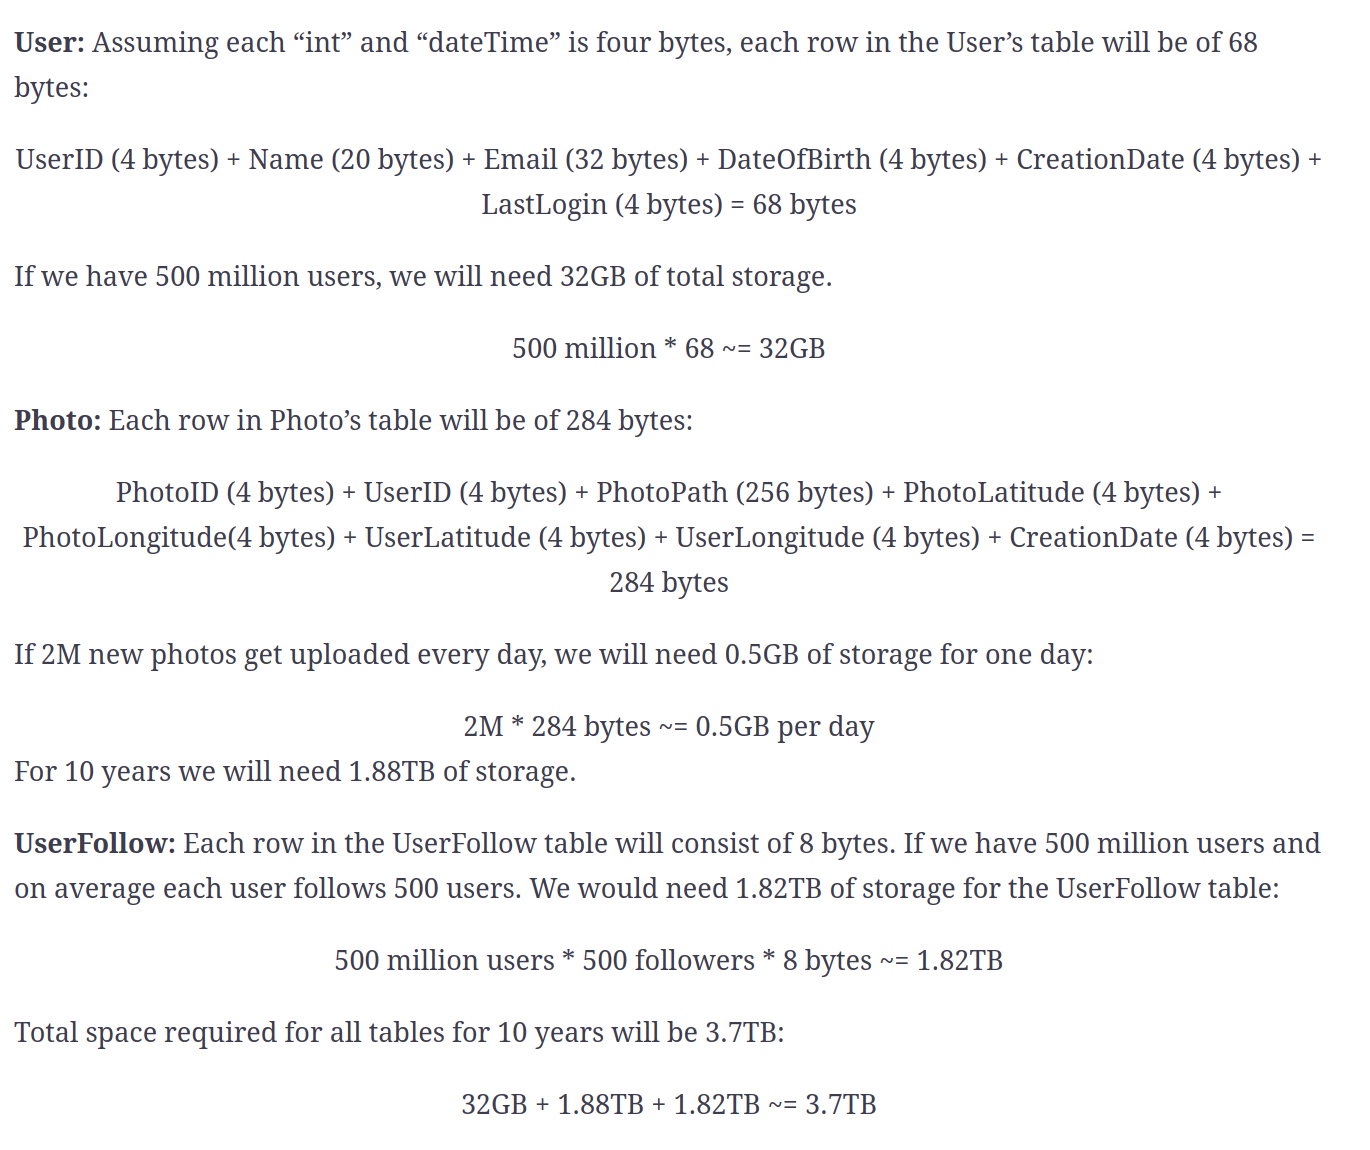 User: Assuming each “int” and “dateTime” is four bytes, each row in the User’s table will be of 68
bytes:
UserID (4 bytes) + Name (20 bytes) + Email (32 bytes) + DateOfBirth (4 bytes) + CreationDate (4 bytes) +
LastLogin (4 bytes) = 68 bytes
If we have 500 million users, we will need 32GB of total storage.
500 million * 68 ~= 32GB
Photo: Each row in Photo’s table will be of 284 bytes:
PhotoID (4 bytes) + UserID (4 bytes) + PhotoPath (256 bytes) + PhotoLatitude (4 bytes) +
PhotoLongitude(4 bytes) + UserLatitude (4 bytes) + UserLongitude (4 bytes) + CreationDate (4 bytes) =
284 bytes
If 2M new photos get uploaded every day, we will need 0.5GB of storage for one day:
2M * 284 bytes ~= 0.5GB per day
For 10 years we will need 1.88TB of storage.
UserFollow: Each row in the UserFollow table will consist of 8 bytes. If we have 500 million users and
on average each user follows 500 users. We would need 1.82TB of storage for the UserFollow table:
500 million users * 500 followers * 8 bytes ~= 1.82TB
Total space required for all tables for 10 years will be 3.7TB:
32GB + 1.88TB + 1.82TB ~= 3.7TB